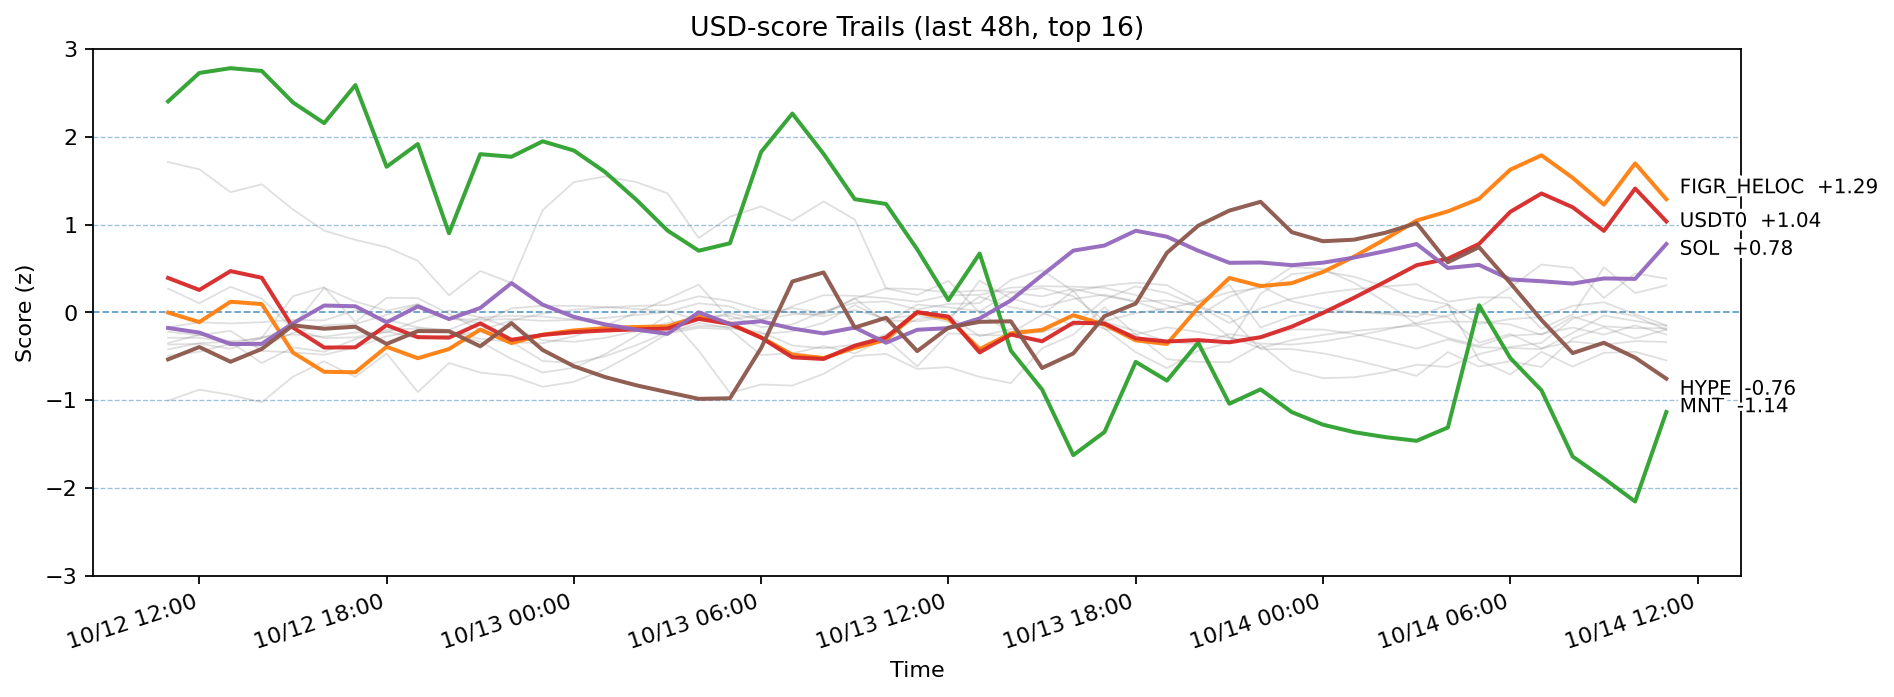 USD-score Trails (last 48h, top 16)
Score (z)
3
2
1
0
−1
−2
−3
FIGR_HELOC +1.29
USDT0 +1.04
SOL +0.78
HYPE -0.76
MNT -1.14
10/12 12:00
10/12 18:00
10/13 00:00
10/13 06:00
10/13 12:00
10/13 18:00
10/14 00:00
10/14 06:00
10/14 12:00
Time